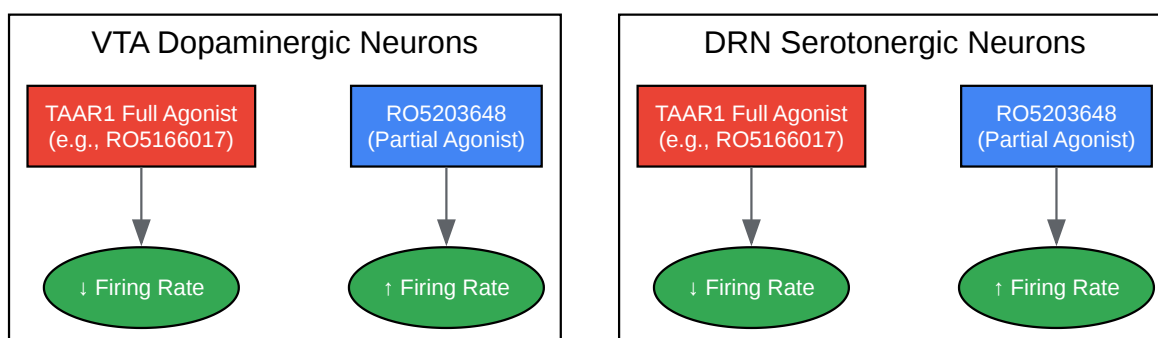 VTA Dopaminergic Neurons
TAAR1 Full Agonist
(e.g., RO5166017)
RO5203648
(Partial Agonist)
↓ Firing Rate
↑ Firing Rate
DRN Serotonergic Neurons
TAAR1 Full Agonist
(e.g., RO5166017)
RO5203648
(Partial Agonist)
↓ Firing Rate
↑ Firing Rate